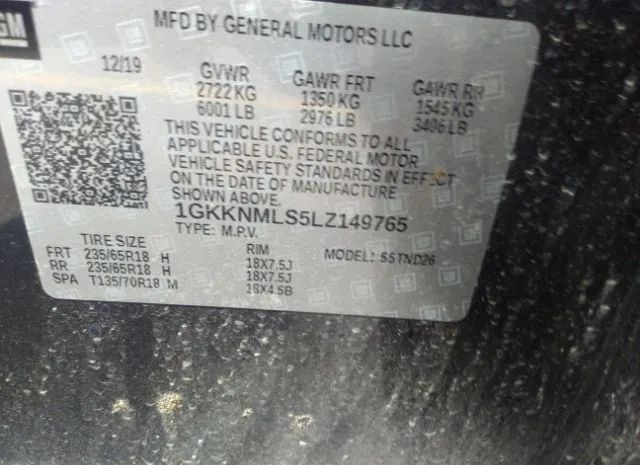 GM
MFD BY GENERAL MOTORS LLC
12/19 GVWR GAWR FRT GAWR RR
2722 KG 1350 KG 1545 KG
6001 LB 2976 LB 3406 LB
THIS VEHICLE CONFORMS TO ALL
APPLICABLE U.S. FEDERAL MOTOR
VEHICLE SAFETY STANDARDS IN EFFECT
ON THE DATE OF MANUFACTURE
SHOWN ABOVE.
1GKKNMLS5LZ149765
TYPE: M.P.V. MODEL: S5TND26
TIRE SIZE RIM
FRT 235/65R18 H 18X7.5J
RR 235/65R18 H 18X7.5J
SPA T135/70R18 M 18X4.5B